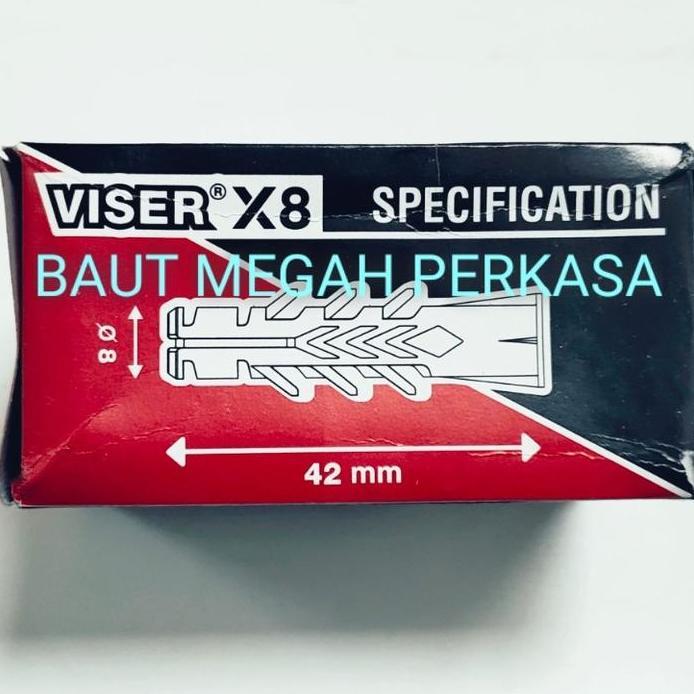 VISER® X8 SPECIFICATION
BAUT MEGAH PERKASA
Ø 8
42 mm